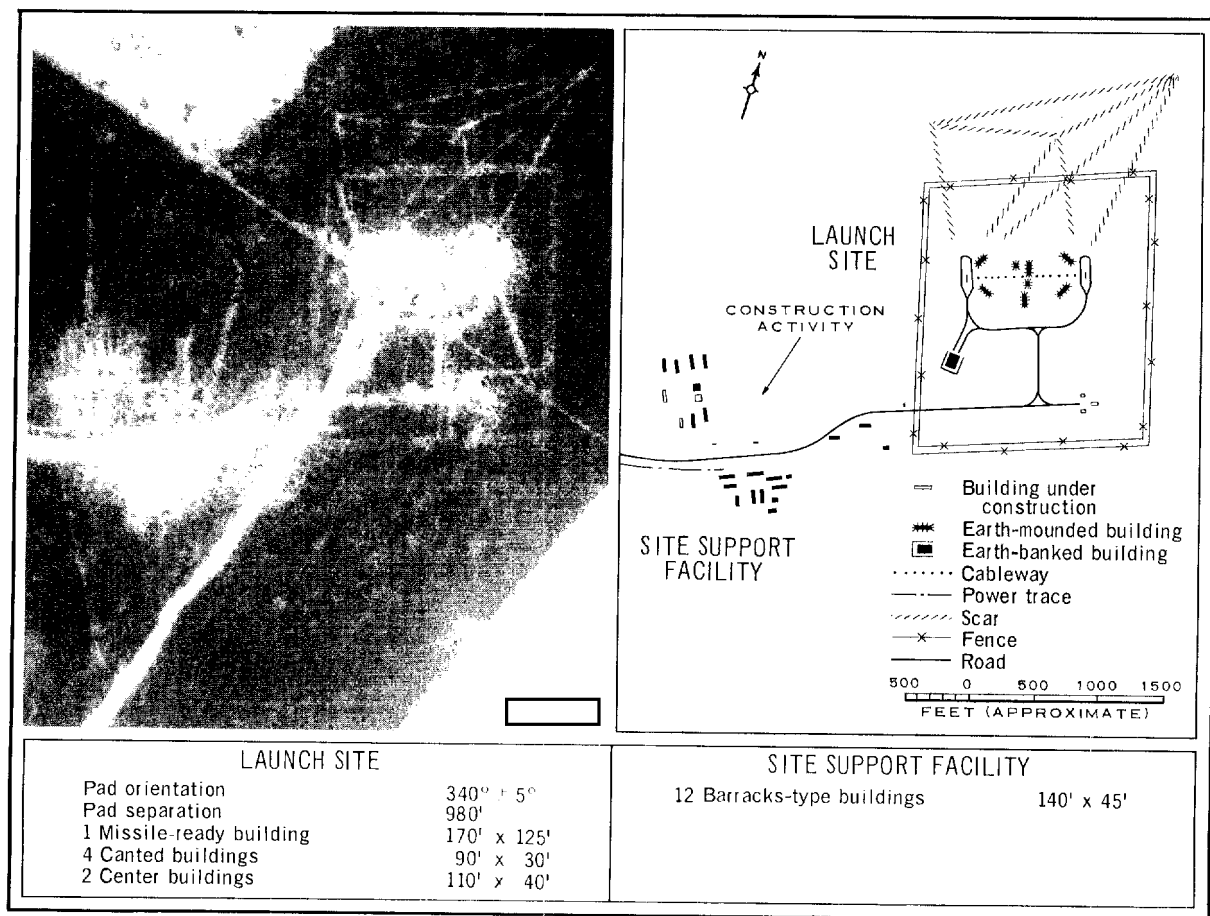 N
LAUNCH
SITE
CONSTRUCTION
ACTIVITY
SITE SUPPORT
FACILITY
Building under
construction
Earth-mounded building
Earth-banked building
Cableway
Power trace
Scar
Fence
Road
500 0 500 1000 1500
FEET (APPROXIMATE)
LAUNCH SITE
Pad orientation 340° ± 5°
Pad separation 980'
1 Missile-ready building 170' x 125'
4 Canted buildings 90' x 30'
2 Center buildings 110' x 40'
SITE SUPPORT FACILITY
12 Barracks-type buildings 140' x 45'